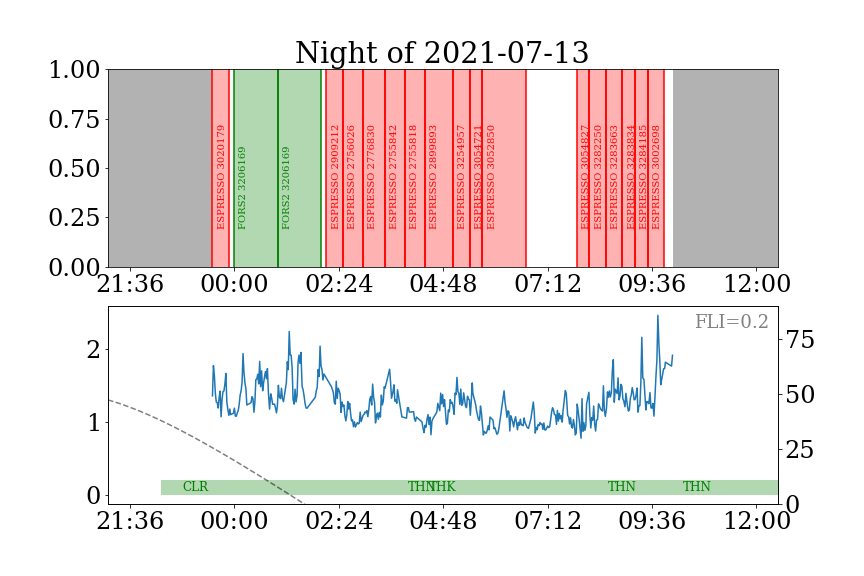 Night of 2021-07-13
1.00
0.75
0.50
0.25
0.00
ESPRESSO 3020179
FORS2 3206169
FORS2 3206169
ESPRESSO 2909212
ESPRESSO 2756026
ESPRESSO 2776830
ESPRESSO 2755842
ESPRESSO 2755818
ESPRESSO 2899893
ESPRESSO 3254957
ESPRESSO 3054721
ESPRESSO 3052850
ESPRESSO 3054827
ESPRESSO 3282250
ESPRESSO 3283663
ESPRESSO 3283834
ESPRESSO 3284185
ESPRESSO 3002698
21:36 00:00 02:24 04:48 07:12 09:36 12:00
FLI=0.2
2
1
0
75
50
25
0
CLR THN THK THN THN
21:36 00:00 02:24 04:48 07:12 09:36 12:00